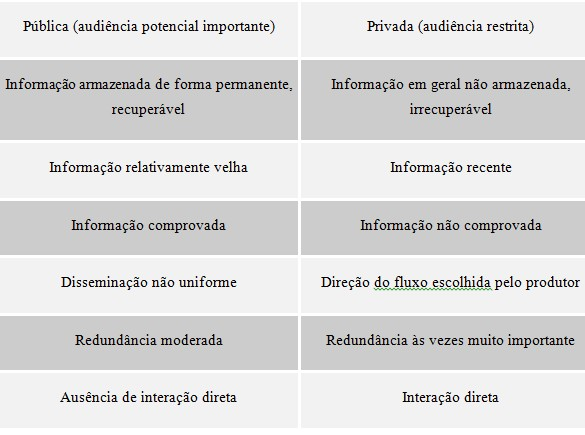 Pública (audiência potencial importante)
Privada (audiência restrita)
Informação armazenada de forma permanente,
recuperável
Informação em geral não armazenada,
irrecuperável
Informação relativamente velha
Informação recente
Informação comprovada
Informação não comprovada
Disseminação não uniforme
Direção do fluxo escolhida pelo produtor
Redundância moderada
Redundância às vezes muito importante
Ausência de interação direta
Interação direta